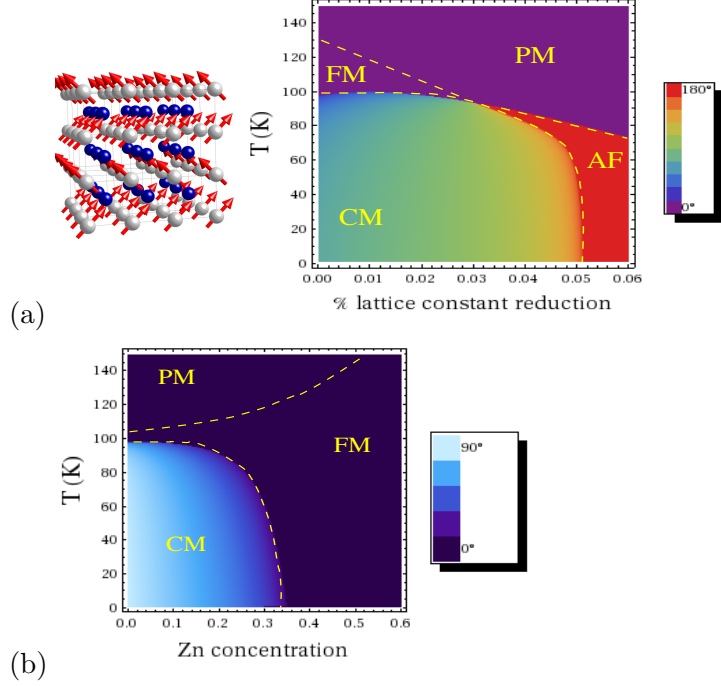 T (K)
140
120
100
80
60
40
20
0
PM
FM
AF
CM
0.00 0.01 0.02 0.03 0.04 0.05 0.06
% lattice constant reduction
180°
0°
(a)
T (K)
140
120
100
80
60
40
20
0
PM
FM
CM
0.0 0.1 0.2 0.3 0.4 0.5 0.6
Zn concentration
90°
0°
(b)